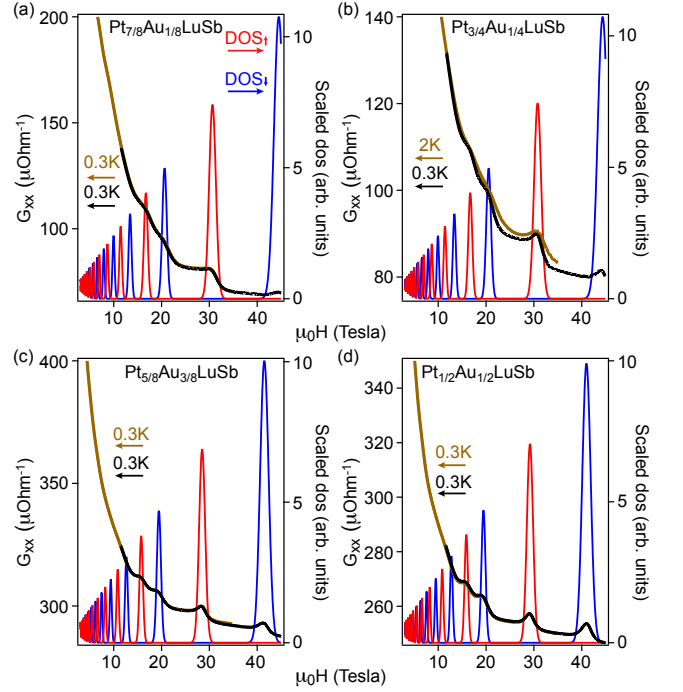 (a)
Pt7/8Au1/8LuSb
DOS↑
DOS↓
0.3K
0.3K
Gxx (μOhm-1)
200
150
100
10
5
0
Scaled dos (arb. units)
10 20 30 40
(b)
Pt3/4Au1/4LuSb
2K
0.3K
Gxx (μOhm-1)
140
120
100
80
10
5
0
Scaled dos (arb. units)
10 20 30 40
μ0H (Tesla)
(c)
Pt5/8Au3/8LuSb
0.3K
0.3K
Gxx (μOhm-1)
400
350
300
10
5
0
Scaled dos (arb. units)
10 20 30 40
(d)
Pt1/2Au1/2LuSb
0.3K
0.3K
Gxx (μOhm-1)
340
320
300
280
260
10
5
0
Scaled dos (arb. units)
10 20 30 40
μ0H (Tesla)